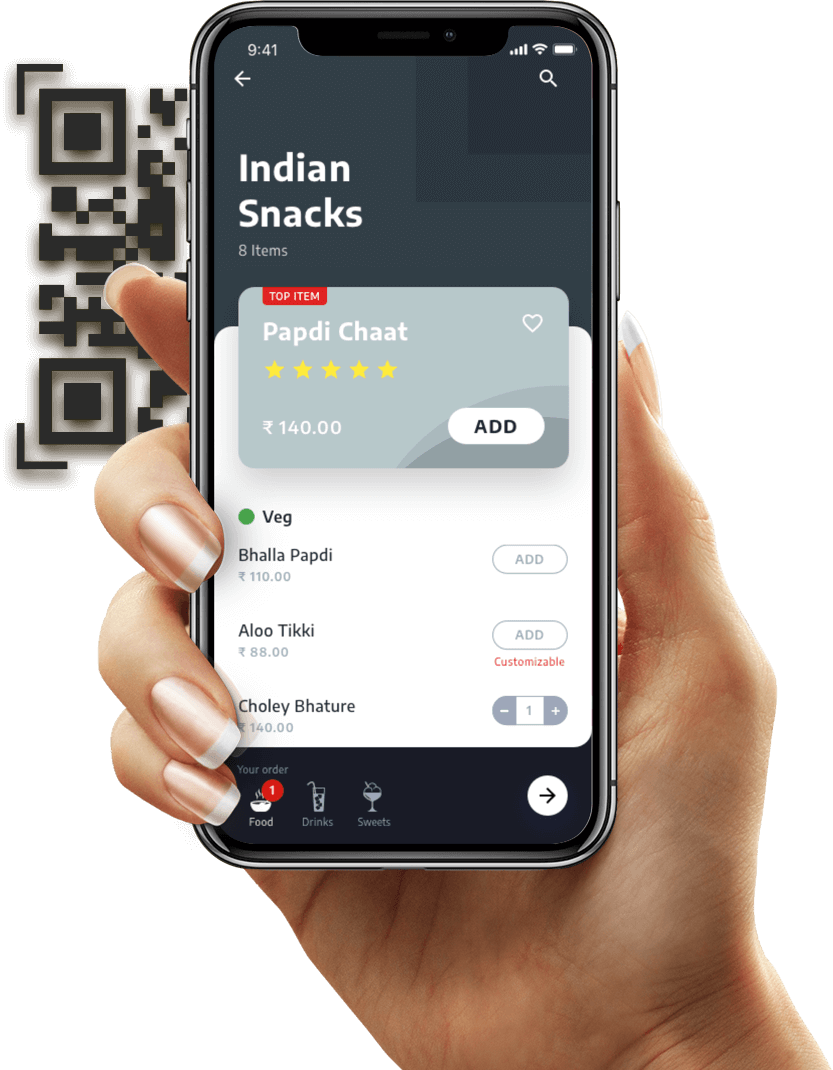 9:41
Indian
Snacks
8 Items
TOP ITEM
Papdi Chaat
₹ 140.00
ADD
Veg
Bhalla Papdi
ADD
₹ 110.00
Aloo Tikki
ADD
₹ 88.00
Customizable
Choley Bhature
− 1 +
₹ 140.00
Your order
1
Food
Drinks
Sweets